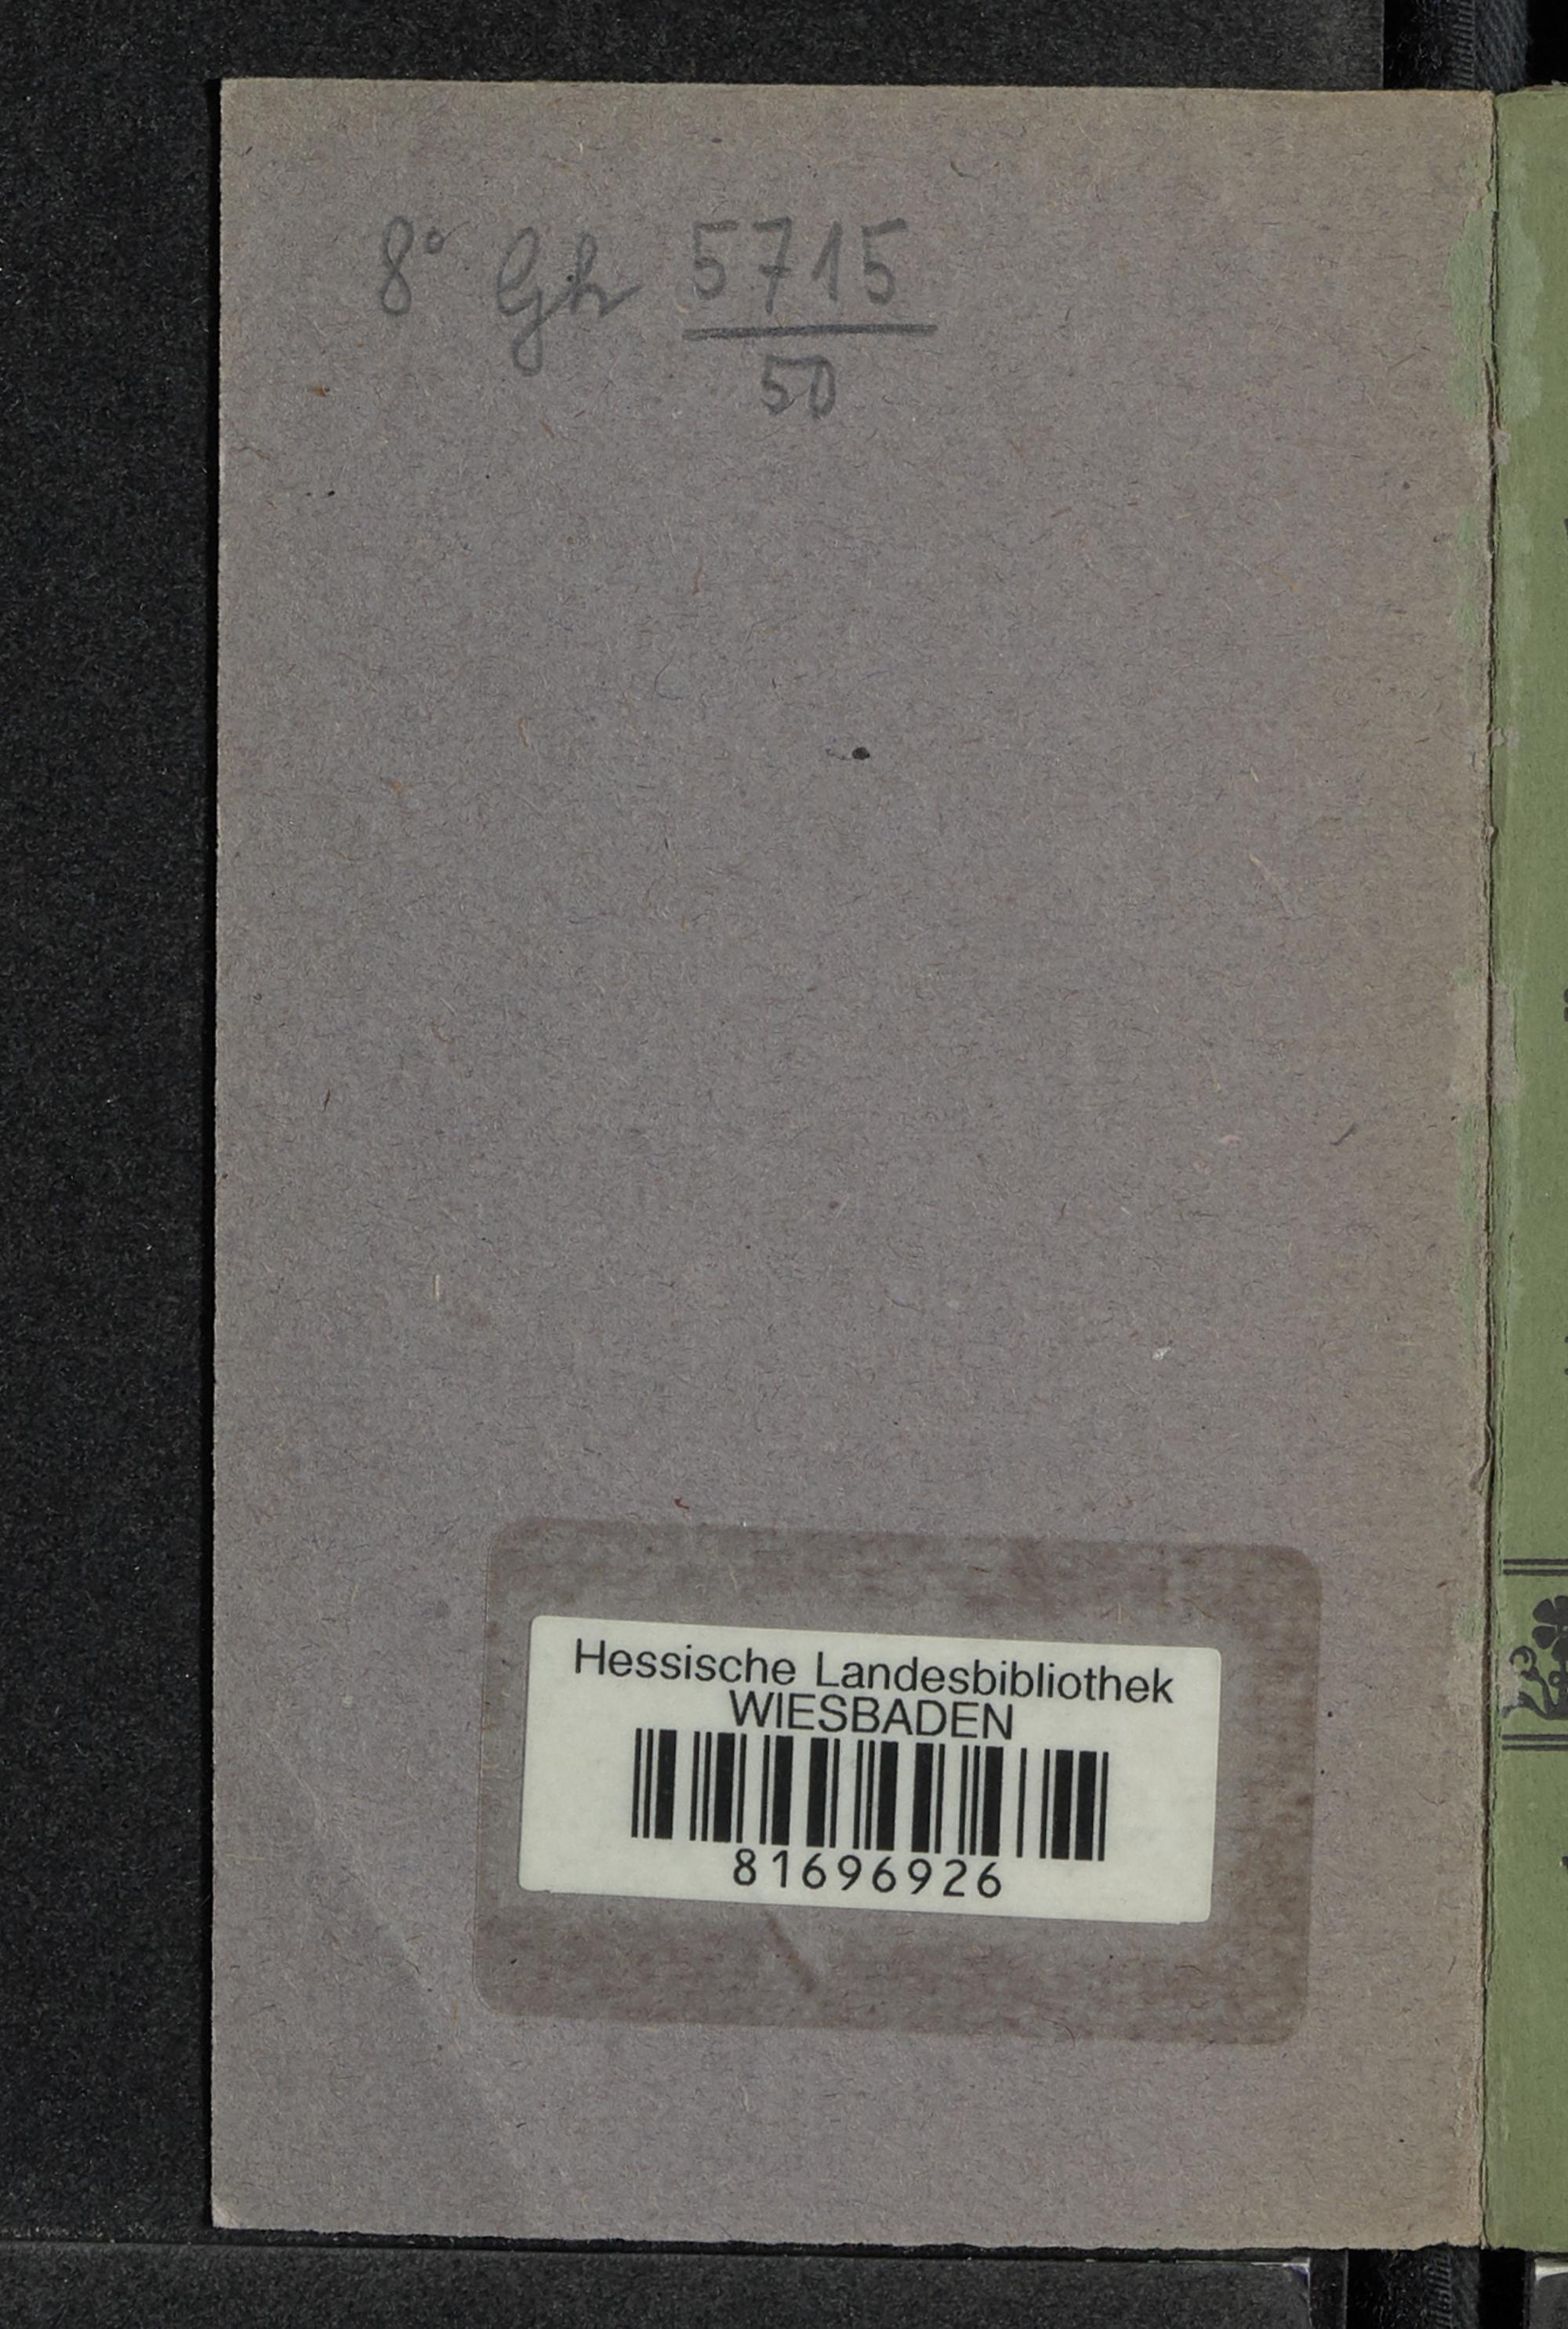 8° Gh 5715
50
Hessische Landesbibliothek
WIESBADEN
81696926